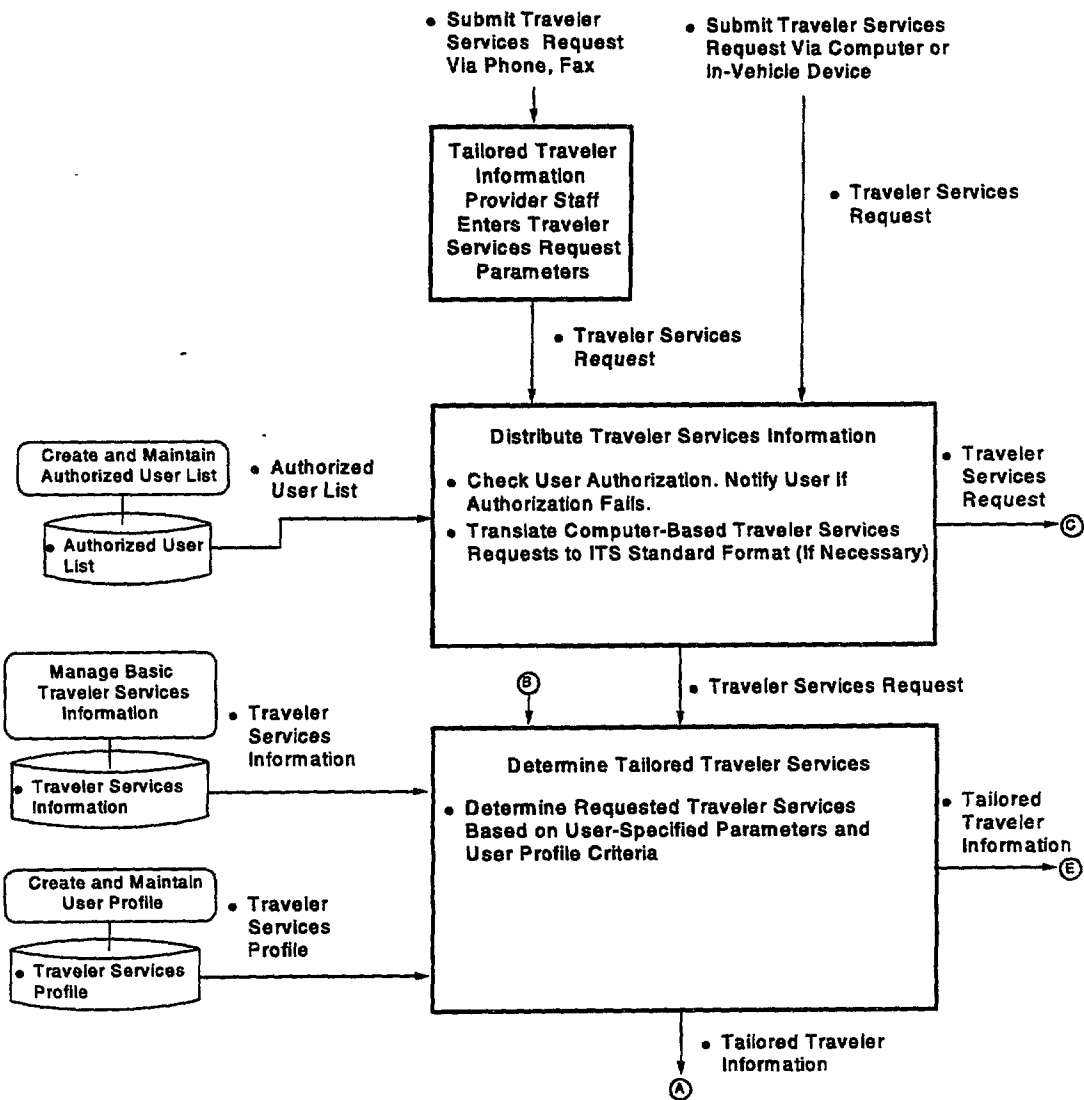 • Submit Traveler
Services Request
Via Phone, Fax
• Submit Traveler Services
Request Via Computer or
In-Vehicle Device
Tailored Traveler
Information
Provider Staff
Enters Traveler
Services Request
Parameters
• Traveler Services
Request
• Traveler Services
Request
Create and Maintain
Authorized User List
• Authorized
User List
• Authorized User
List
Distribute Traveler Services Information
• Check User Authorization. Notify User if
Authorization Fails.
• Translate Computer-Based Traveler Services
Requests to ITS Standard Format (If Necessary)
• Traveler
Services
Request
C
B
• Traveler Services Request
Manage Basic
Traveler Services
Information
• Traveler
Services
Information
• Traveler Services
Information
Determine Tailored Traveler Services
• Determine Requested Traveler Services
Based on User-Specified Parameters and
User Profile Criteria
• Tailored
Traveler
Information
E
Create and Maintain
User Profile
• Traveler
Services
Profile
• Traveler Services
Profile
• Tailored Traveler
Information
A